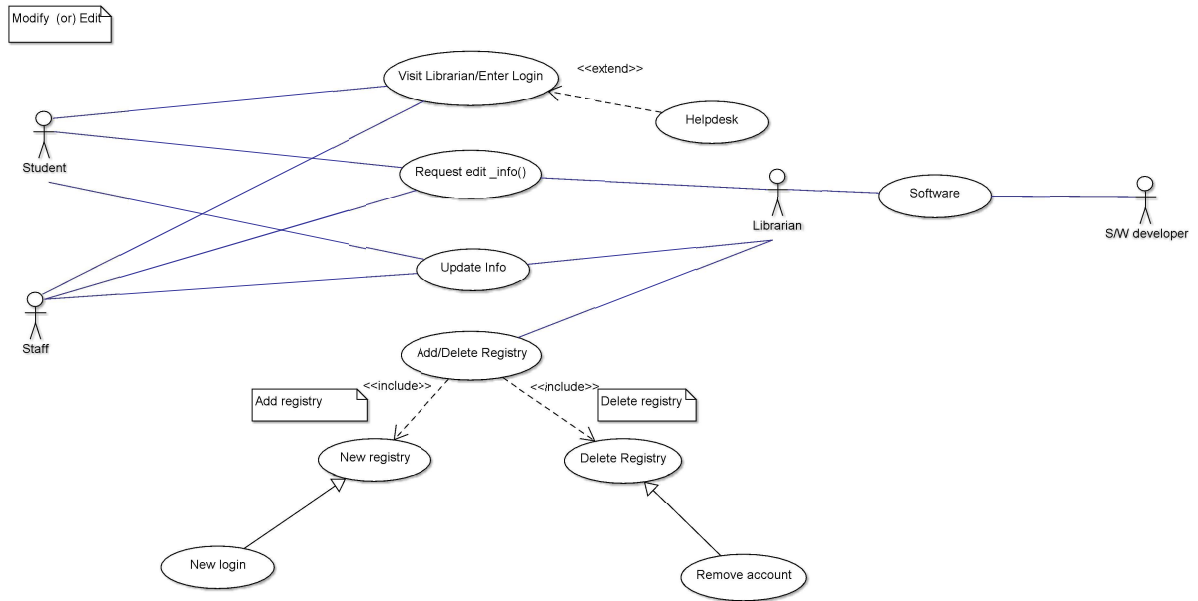 Modify (or) Edit
Visit Librarian/Enter Login
<<extend>>
Helpdesk
Student
Request edit _info()
Software
Librarian
S/W developer
Update Info
Staff
Add/Delete Registry
<<include>>
<<include>>
Add registry
Delete registry
New registry
Delete Registry
New login
Remove account